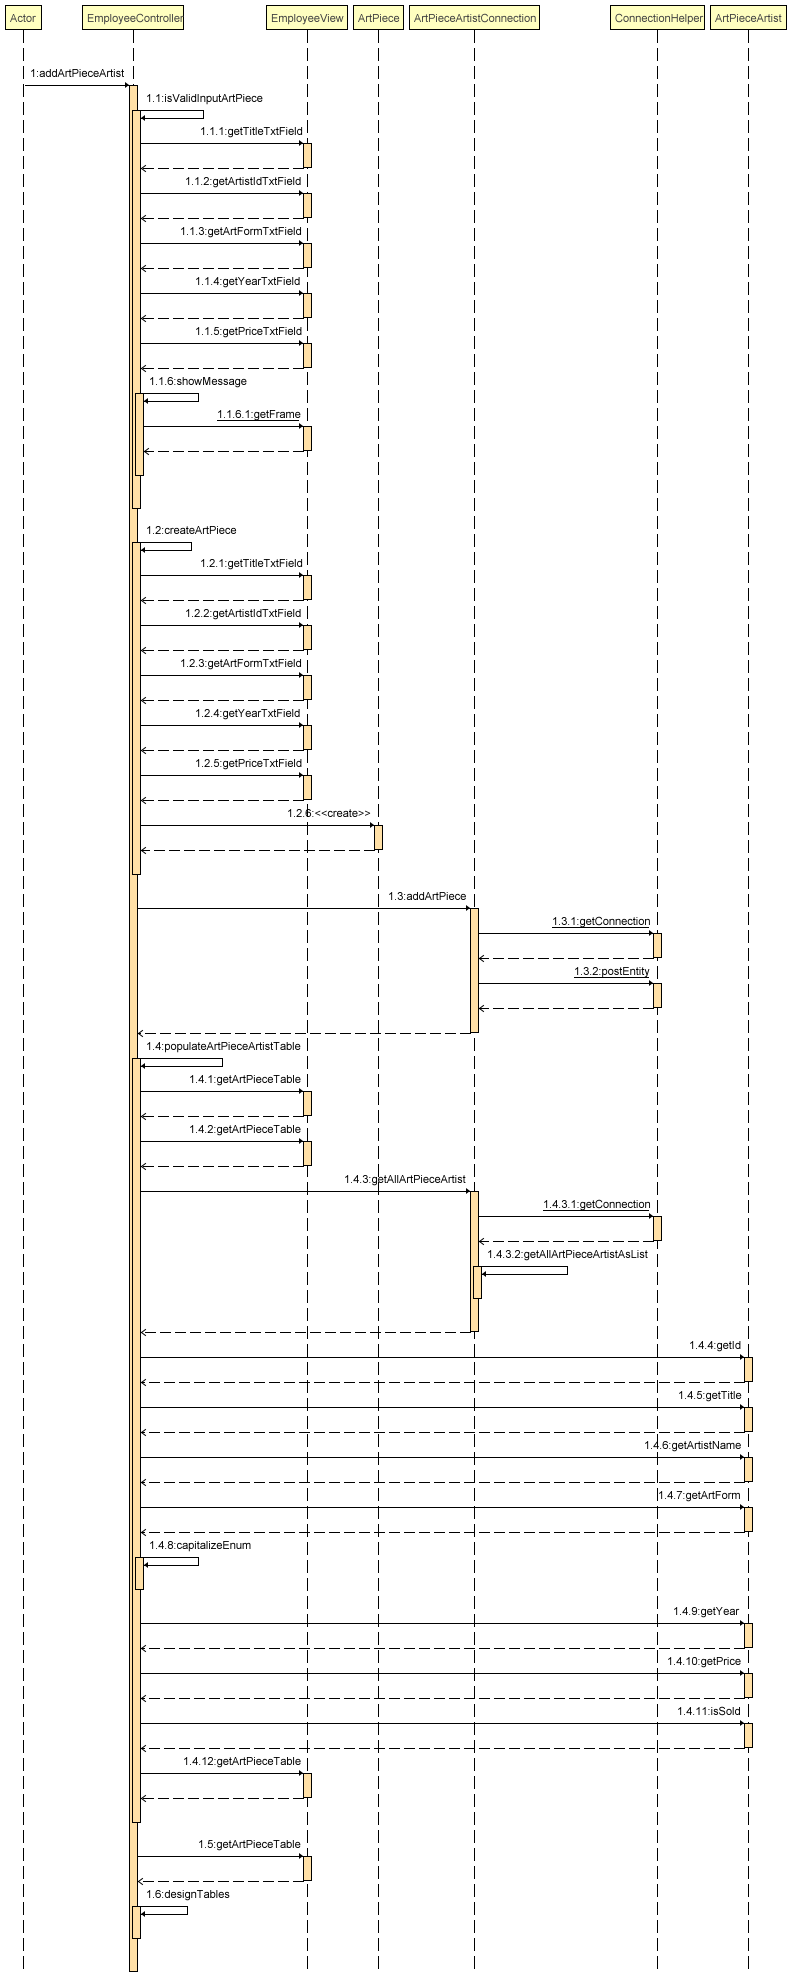 Actor EmployeeController EmployeeView ArtPiece ArtPieceArtistConnection ConnectionHelper ArtPieceArtist
1:addArtPieceArtist
1.1:isValidInputArtPiece
1.1.1:getTitleTxtField
1.1.2:getArtistIdTxtField
1.1.3:getArtFormTxtField
1.1.4:getYearTxtField
1.1.5:getPriceTxtField
1.1.6:showMessage
1.1.6.1:getFrame
1.2:createArtPiece
1.2.1:getTitleTxtField
1.2.2:getArtistIdTxtField
1.2.3:getArtFormTxtField
1.2.4:getYearTxtField
1.2.5:getPriceTxtField
1.2.6:<<create>>
1.3:addArtPiece
1.3.1:getConnection
1.3.2:postEntity
1.4:populateArtPieceArtistTable
1.4.1:getArtPieceTable
1.4.2:getArtPieceTable
1.4.3:getAllArtPieceArtist
1.4.3.1:getConnection
1.4.3.2:getAllArtPieceArtistAsList
1.4.4:getId
1.4.5:getTitle
1.4.6:getArtistName
1.4.7:getArtForm
1.4.8:capitalizeEnum
1.4.9:getYear
1.4.10:getPrice
1.4.11:isSold
1.4.12:getArtPieceTable
1.5:getArtPieceTable
1.6:designTables